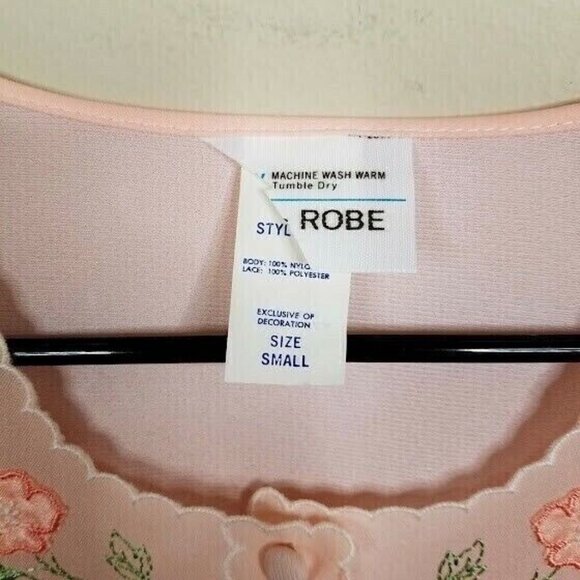 MACHINE WASH WARM
Tumble Dry
ROBE
STYL
BODY: 100% NYLO
LACE: 100% POLYESTER
EXCLUSIVE OF
DECORATION
SIZE
SMALL